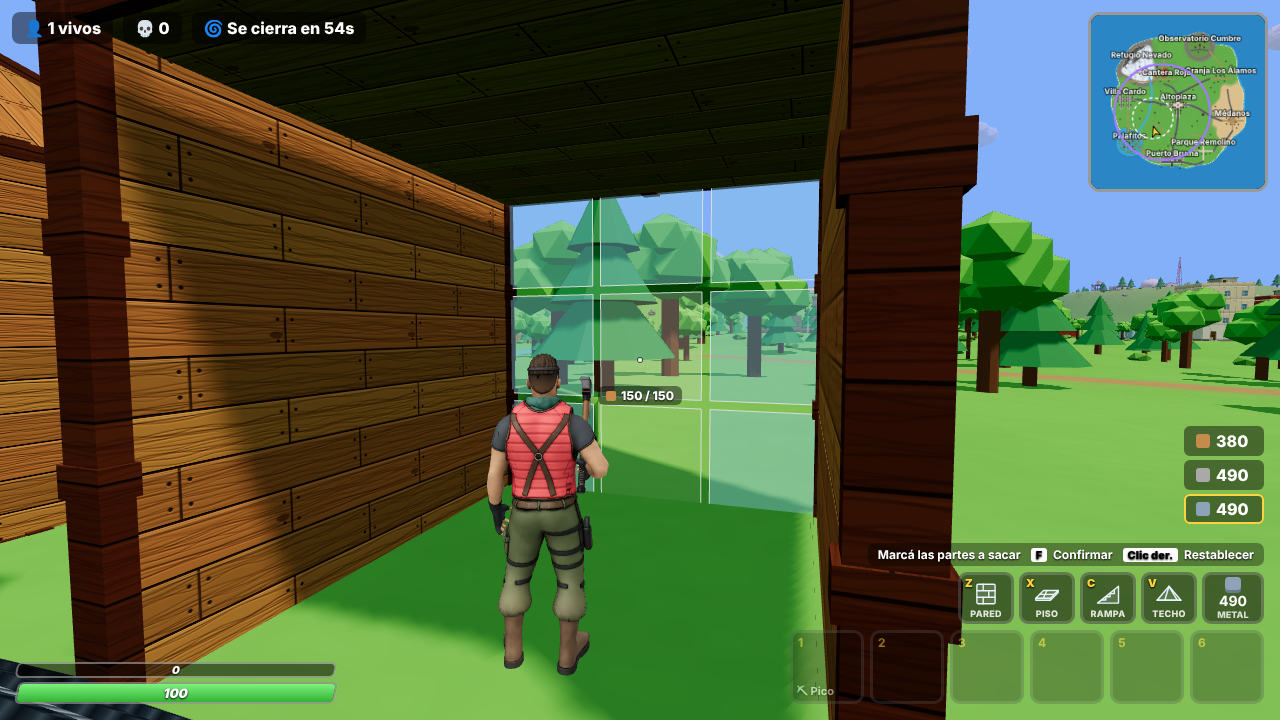 1 vivos
0
Se cierra en 54s
Observatorio Cumbre
Refugio Nevado
Cantera Roja
Granja Los Álamos
Villa Cardo
Altoplaza
Médanos
Palafitos
Parque Remolino
Puerto Bruma
150 / 150
380
490
490
Marcá las partes a sacar F Confirmar Clic der. Restablecer
Z PARED
X PISO
C RAMPA
V TECHO
490 METAL
1 2 3 4 5 6
Pico
0
100